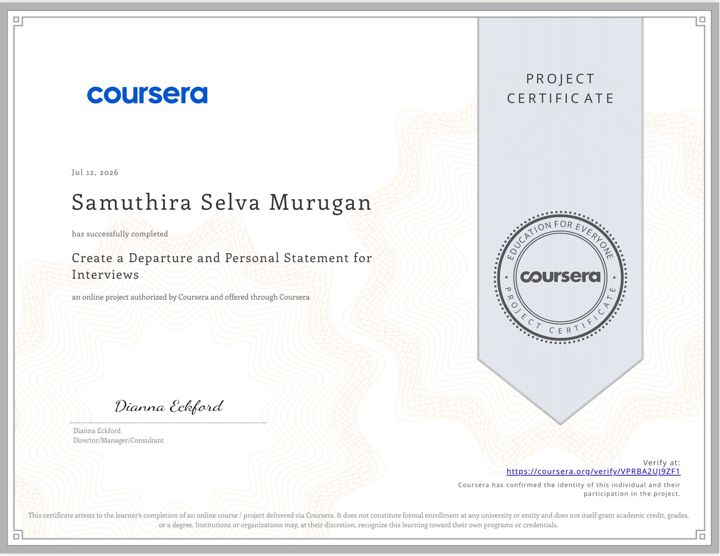 coursera
PROJECT
CERTIFICATE
Jul 12, 2026
Samuthira Selva Murugan
has successfully completed
Create a Departure and Personal Statement for
Interviews
an online project authorized by Coursera and offered through Coursera
EDUCATION FOR EVERYONE
coursera
PROJECT CERTIFICATE
Dianna Eckford
Dianna Eckford
Director/Manager/Consultant
Verify at:
https://coursera.org/verify/VPRBA2UJ9ZF1
Coursera has confirmed the identity of this individual and their
participation in the project.
This certificate attests to the learner's completion of an online course / project delivered via Coursera. It does not constitute formal enrollment at any university or entity and does not itself grant academic credit, grades,
or a degree. Institutions or organizations may, at their discretion, recognize this learning toward their own programs or credentials.